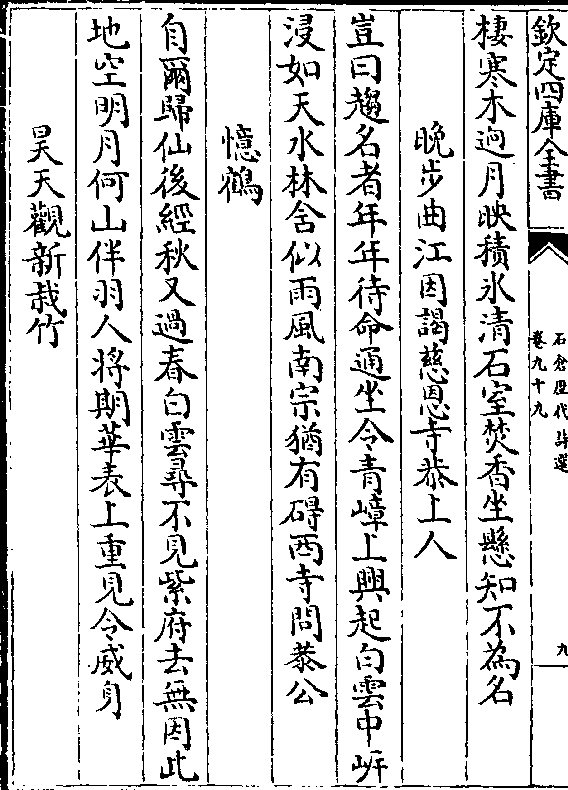 欽定四庫全書
石倉歷代詩選
卷九十九
九
棲寒木逈月映積氷清石室焚香坐懸知不為名
晚步曲江因謁慈恩寺恭上人
豈曰趨名者年年待命通坐令青嶂上興起白雲中岍
浸如天水林含似雨風南宗猶有礙西寺問恭公
憶鶴
自爾歸仙後經秋又過春白雲尋不見紫府去無因此
地空明月何山伴羽人將期華表上重見令威身
昊天觀新栽竹